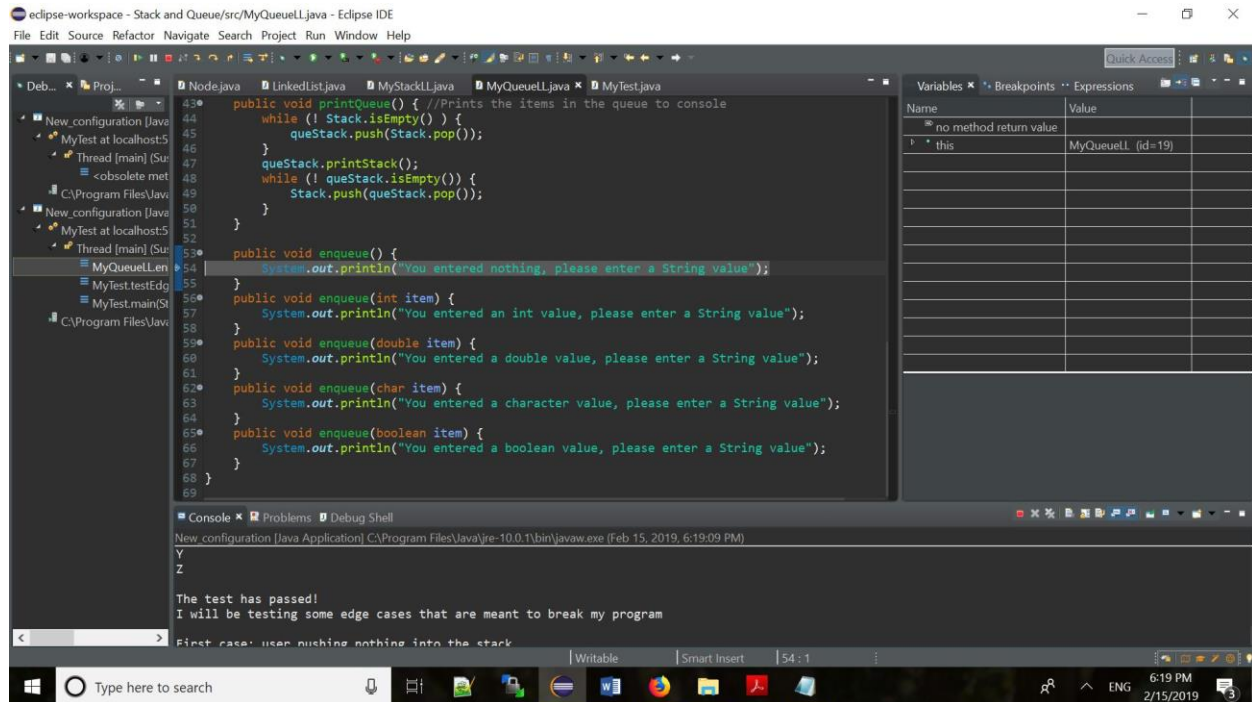 eclipse-workspace - Stack and Queue/src/MyQueueLL.java - Eclipse IDE
File Edit Source Refactor Navigate Search Project Run Window Help
Quick Access
Deb... Proj...
New_configuration [Java
MyTest at localhost:5
Thread [main] (Sus
<obsolete met
C:\Program Files\Java
New_configuration [Java
MyTest at localhost:5
Thread [main] (Sus
MyQueueLL.en
MyTest.testEdg
MyTest.main(St
C:\Program Files\Java
Node.java LinkedList.java MyStackLL.java MyQueueLL.java MyTest.java
43 public void printQueue() { //Prints the items in the queue to console
44 while (! Stack.isEmpty() ) {
45 queStack.push(Stack.pop());
46 }
47 queStack.printStack();
48 while (! queStack.isEmpty()) {
49 Stack.push(queStack.pop());
50 }
51 }
52
53 public void enqueue() {
54 System.out.println("You entered nothing, please enter a String value");
55 }
56 public void enqueue(int item) {
57 System.out.println("You entered an int value, please enter a String value");
58 }
59 public void enqueue(double item) {
60 System.out.println("You entered a double value, please enter a String value");
61 }
62 public void enqueue(char item) {
63 System.out.println("You entered a character value, please enter a String value");
64 }
65 public void enqueue(boolean item) {
66 System.out.println("You entered a boolean value, please enter a String value");
67 }
68 }
69
Variables Breakpoints Expressions
Name Value
no method return value
this MyQueueLL (id=19)
Console Problems Debug Shell
New_configuration [Java Application] C:\Program Files\Java\jre-10.0.1\bin\javaw.exe (Feb 15, 2019, 6:19:09 PM)
Y
Z
The test has passed!
I will be testing some edge cases that are meant to break my program
First case: user pushing nothing into the stack
Writable Smart Insert 54 : 1
Type here to search
ENG
6:19 PM
2/15/2019
3